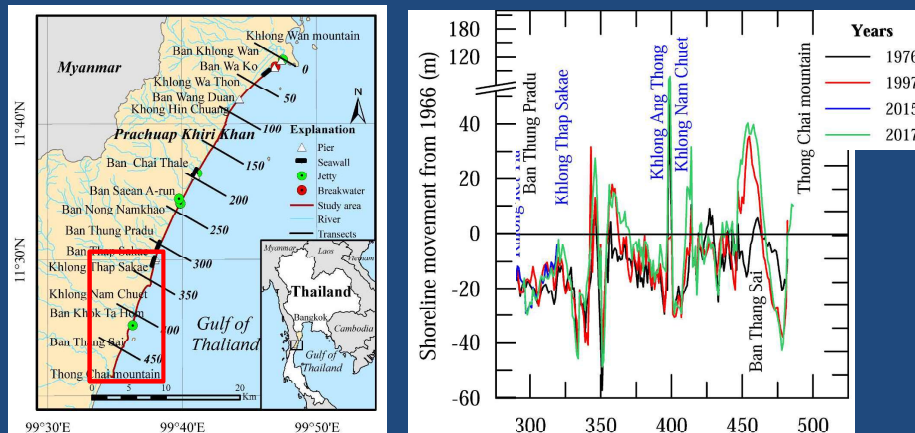 Khlong Wan mountain
Ban Khlong Wan
Ban Wa Ko
Khlong Wa Thon
Ban Wang Duan
Khong Hin Chuang
Myanmar
0
50
100
N
Prachuap Khiri Khan
150
Ban Chai Thale
200
Ban Saean A-run
Ban Nong Namkhao
250
Ban Thung Pradu
300
Ban Thap Sakae
Khlong Thap Sakae
350
Khlong Nam Chuet
Ban Khok Ta Hom
400
Ban Thang Sai
450
Thong Chai mountain
Gulf of
Thaliand
Explanation
Pier
Seawall
Jetty
Breakwater
Study area
River
Transects
Myanmar
Laos
Vietnam
Thailand
Bangkok
Cambodia
Gulf of
Thailand
0 5 10 20
Km
11°40'
11°30'
99°30'E 99°40'E 99°50'E
Shoreline movement from 1966 (m)
180
120
40
20
0
-20
-40
-60
300 350 400 450 500
Ban Thung Pradu
Khlong Thap Sakae
Khlong Ang Thong
Khlong Nam Chuet
Ban Thang Sai
Thong Chai mountain
Years
1976
1997
2015
2017